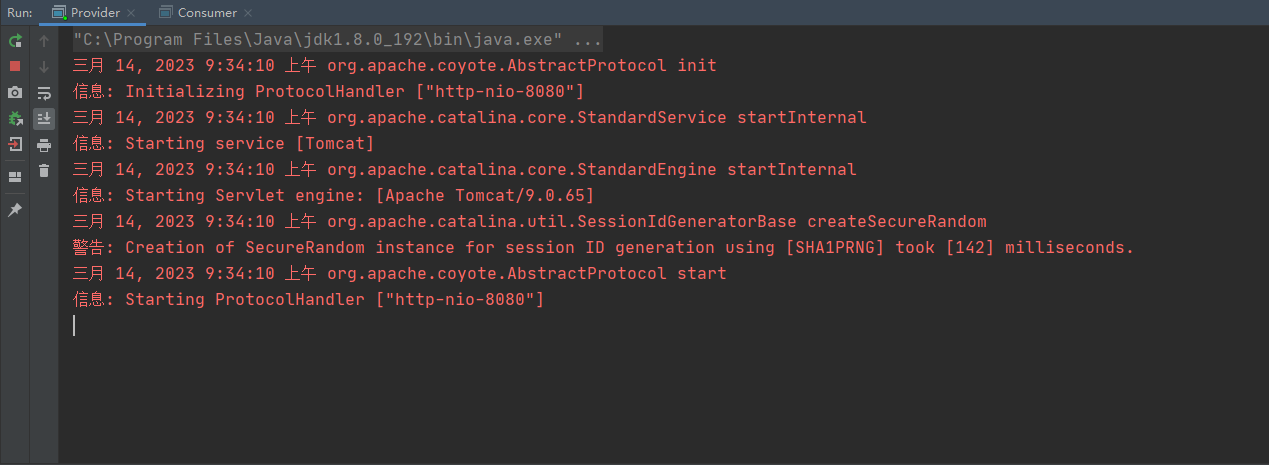 Run: Provider Consumer
"C:\Program Files\Java\jdk1.8.0_192\bin\java.exe" ...
三月 14, 2023 9:34:10 上午 org.apache.coyote.AbstractProtocol init
信息: Initializing ProtocolHandler ["http-nio-8080"]
三月 14, 2023 9:34:10 上午 org.apache.catalina.core.StandardService startInternal
信息: Starting service [Tomcat]
三月 14, 2023 9:34:10 上午 org.apache.catalina.core.StandardEngine startInternal
信息: Starting Servlet engine: [Apache Tomcat/9.0.65]
三月 14, 2023 9:34:10 上午 org.apache.catalina.util.SessionIdGeneratorBase createSecureRandom
警告: Creation of SecureRandom instance for session ID generation using [SHA1PRNG] took [142] milliseconds.
三月 14, 2023 9:34:10 上午 org.apache.coyote.AbstractProtocol start
信息: Starting ProtocolHandler ["http-nio-8080"]